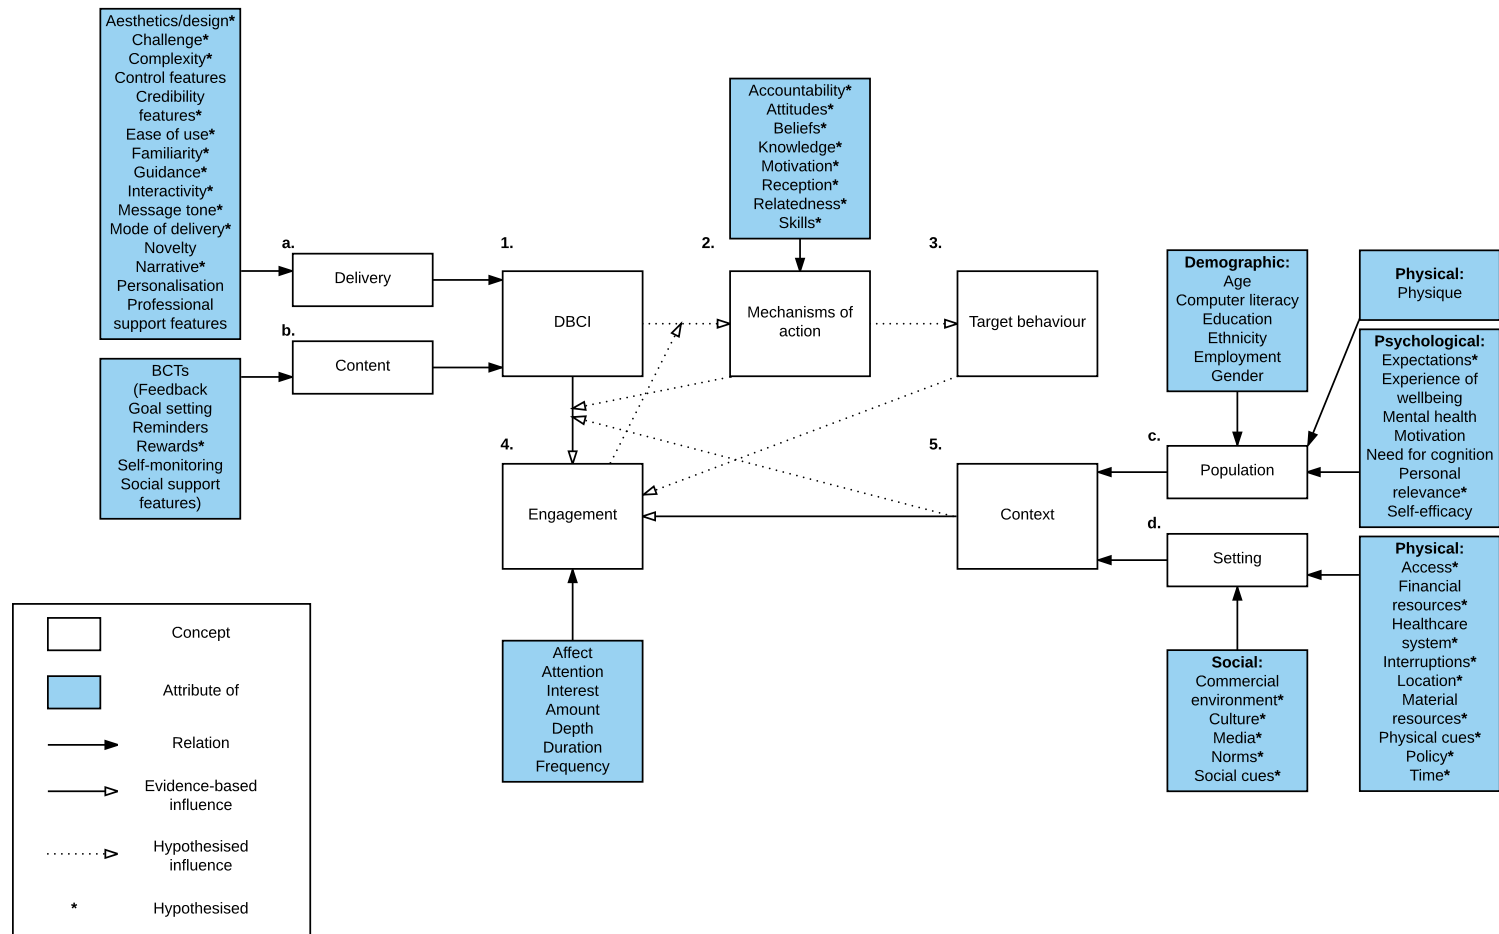 Aesthetics/design*
Challenge*
Complexity*
Control features
Credibility
features*
Ease of use*
Familiarity*
Guidance*
Interactivity*
Message tone*
Mode of delivery*
Novelty
Narrative*
Personalisation
Professional
support features
BCTs
(Feedback
Goal setting
Reminders
Rewards*
Self-monitoring
Social support
features)
a.
Delivery
b.
Content
1.
DBCI
Accountability*
Attitudes*
Beliefs*
Knowledge*
Motivation*
Reception*
Relatedness*
Skills*
2.
Mechanisms of
action
3.
Target behaviour
4.
Engagement
Affect
Attention
Interest
Amount
Depth
Duration
Frequency
5.
Context
Demographic:
Age
Computer literacy
Education
Ethnicity
Employment
Gender
c.
Population
Physical:
Physique
Psychological:
Expectations*
Experience of
wellbeing
Mental health
Motivation
Need for cognition
Personal
relevance*
Self-efficacy
d.
Setting
Social:
Commercial
environment*
Culture*
Media*
Norms*
Social cues*
Physical:
Access*
Financial
resources*
Healthcare
system*
Interruptions*
Location*
Material
resources*
Physical cues*
Policy*
Time*
Concept
Attribute of
Relation
Evidence-based
influence
Hypothesised
influence
* Hypothesised